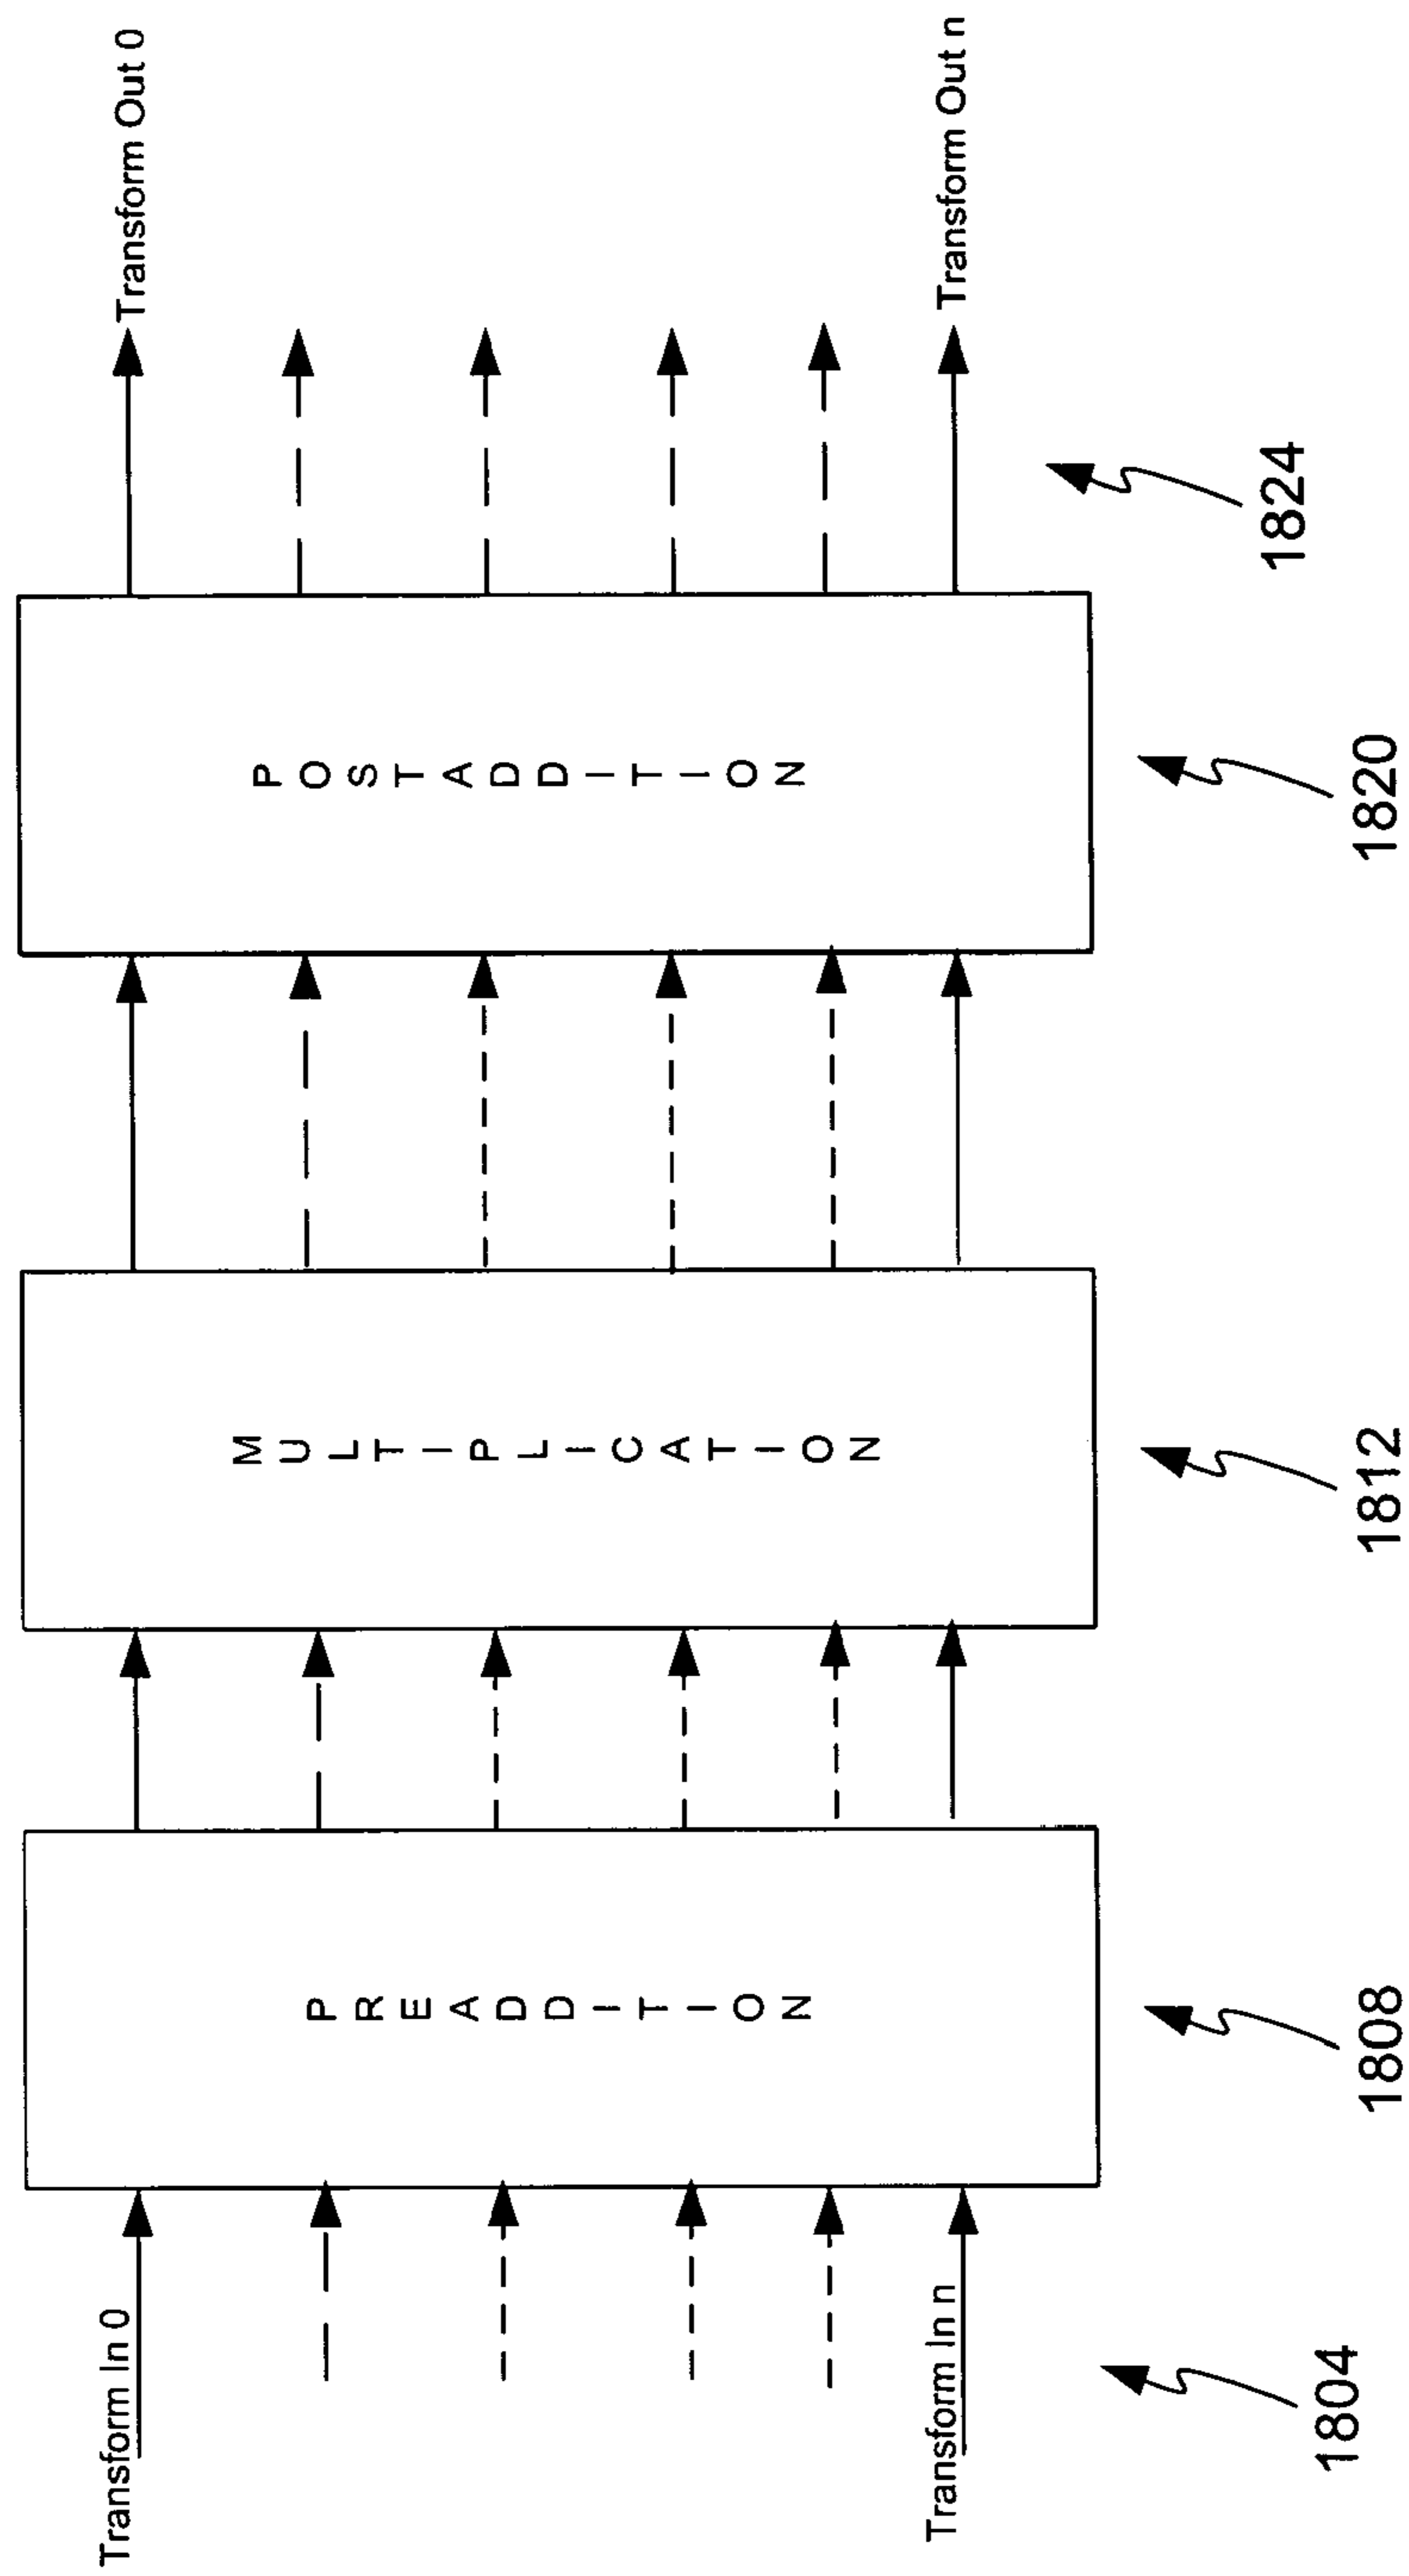 Transform In 0
Transform In n
1804
PREADDITION
1808
MULTIPLICATION
1812
POSTADDITION
1820
Transform Out 0
Transform Out n
1824